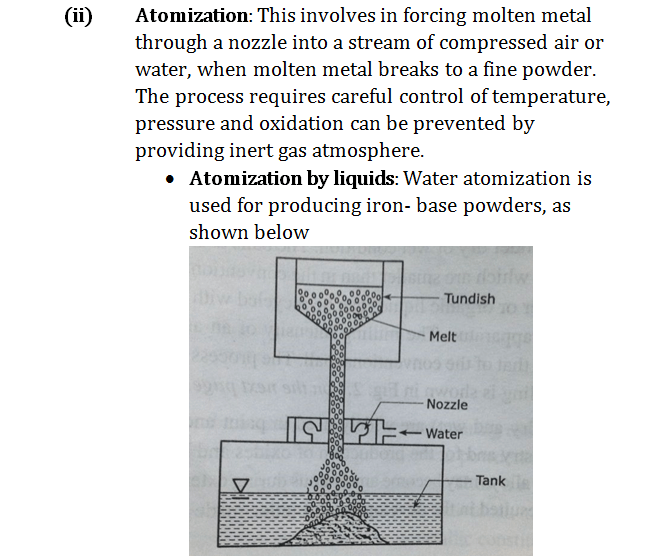 (ii) Atomization: This involves in forcing molten metal
through a nozzle into a stream of compressed air or
water, when molten metal breaks to a fine powder.
The process requires careful control of temperature,
pressure and oxidation can be prevented by
providing inert gas atmosphere.
• Atomization by liquids: Water atomization is
used for producing iron- base powders, as
shown below
Tundish
Melt
Nozzle
Water
Tank